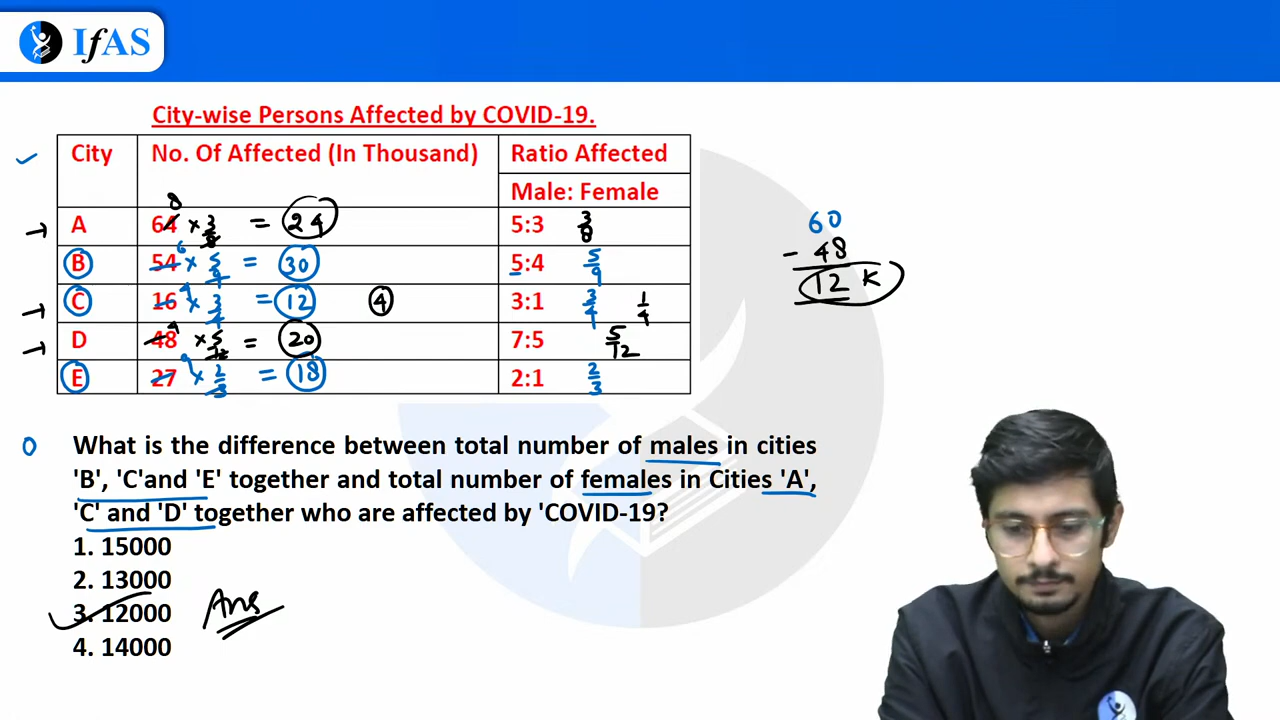 IfAS
City-wise Persons Affected by COVID-19.
City No. Of Affected (In Thousand) Ratio Affected
Male: Female
A 64 8 × 3/8 = 24 5:3 3/8
B 54 6 × 5/9 = 30 5:4 5/9
C 16 4 × 3/4 = 12 4 3:1 3/4 1/4
D 48 4 × 5/12 = 20 7:5 5/12
E 27 9 × 2/3 = 18 2:1 2/3
60
- 48
12 K
What is the difference between total number of males in cities
'B', 'C'and 'E' together and total number of females in Cities 'A',
'C' and 'D' together who are affected by 'COVID-19?
1. 15000
2. 13000
3. 12000 Ans
4. 14000